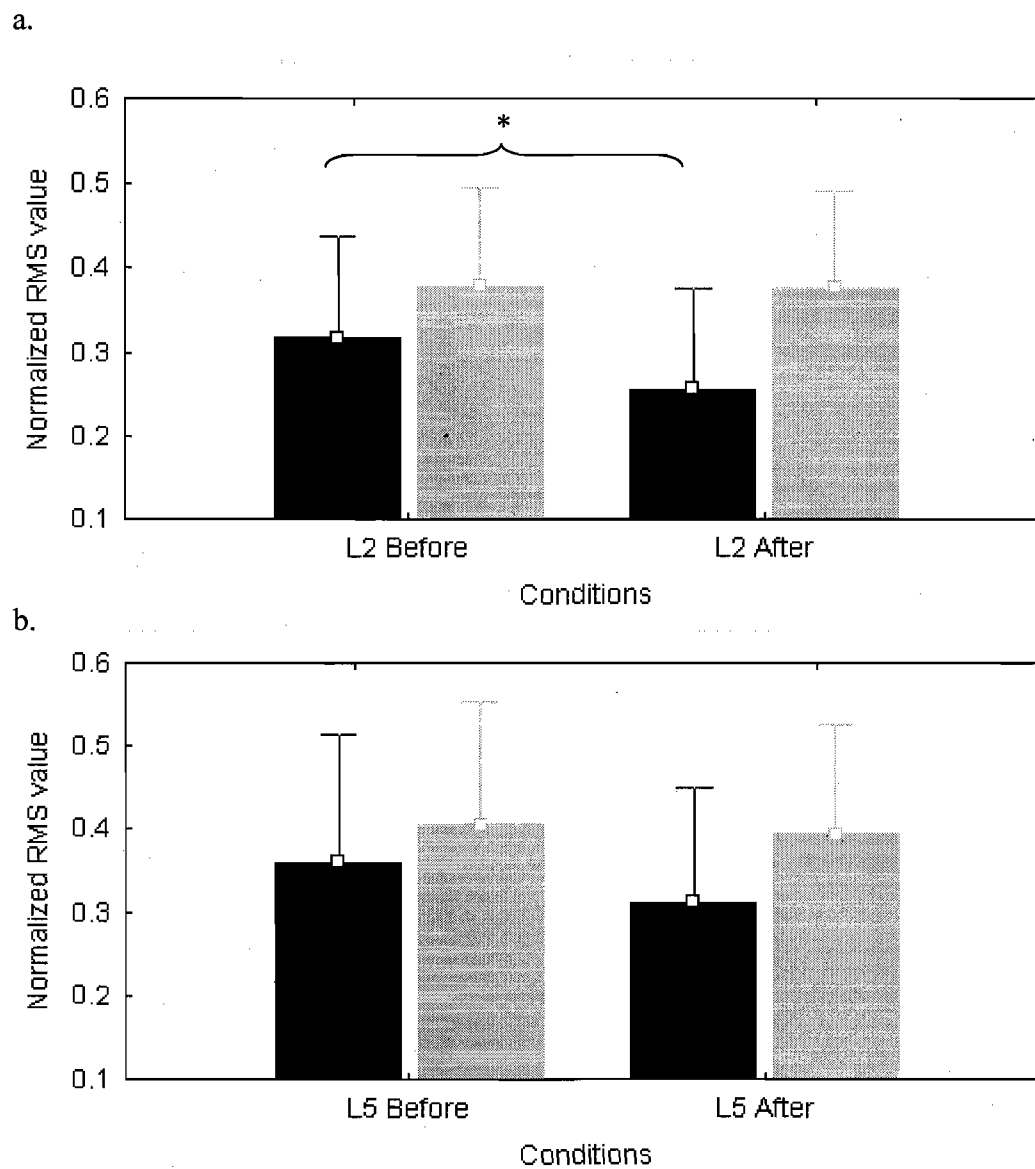 a.
0.6
*
0.5
0.4
0.3
0.2
0.1
Normalized RMS value
L2 Before L2 After
Conditions
b.
0.6
0.5
0.4
0.3
0.2
0.1
Normalized RMS value
L5 Before L5 After
Conditions